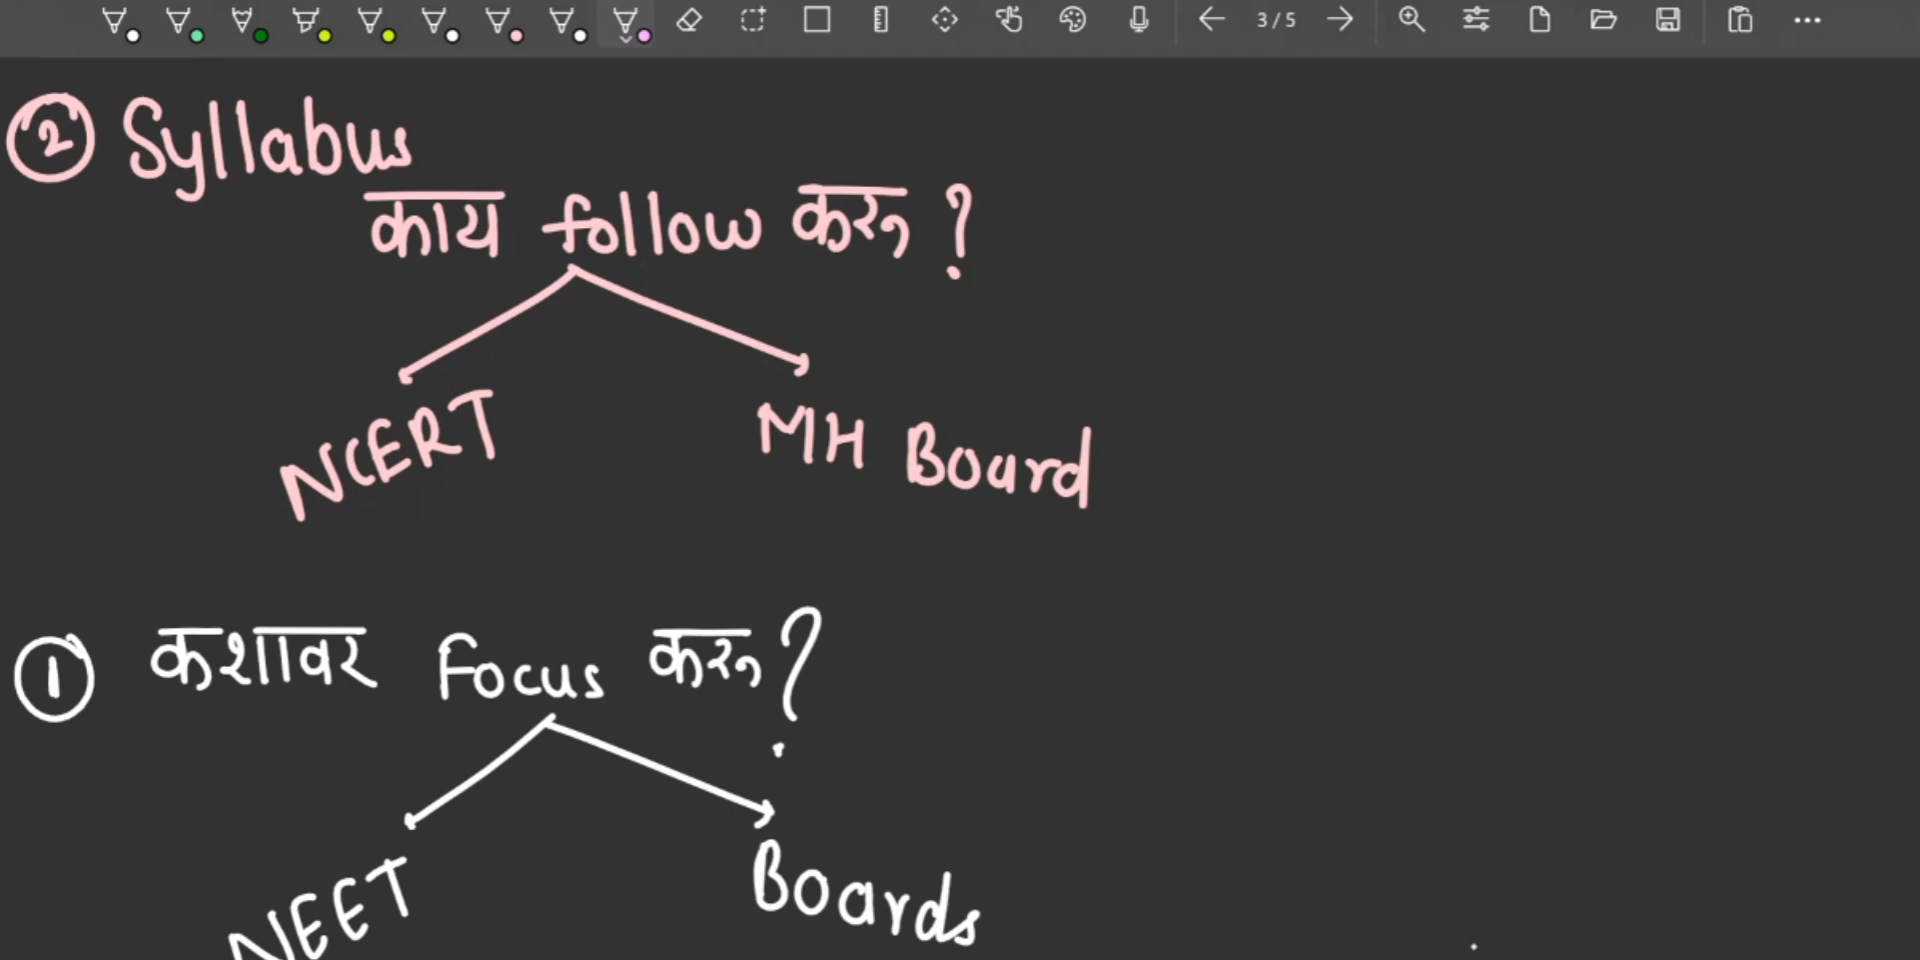 3/5
② Syllabus
काय follow करू ?
NCERT MH Board
① कशावर Focus करू ?
NEET Boards